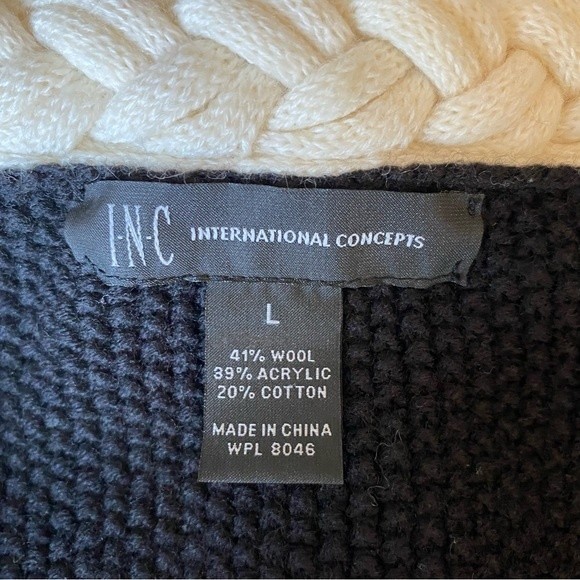 I·N·C INTERNATIONAL CONCEPTS
L
41% WOOL
39% ACRYLIC
20% COTTON
MADE IN CHINA
WPL 8046